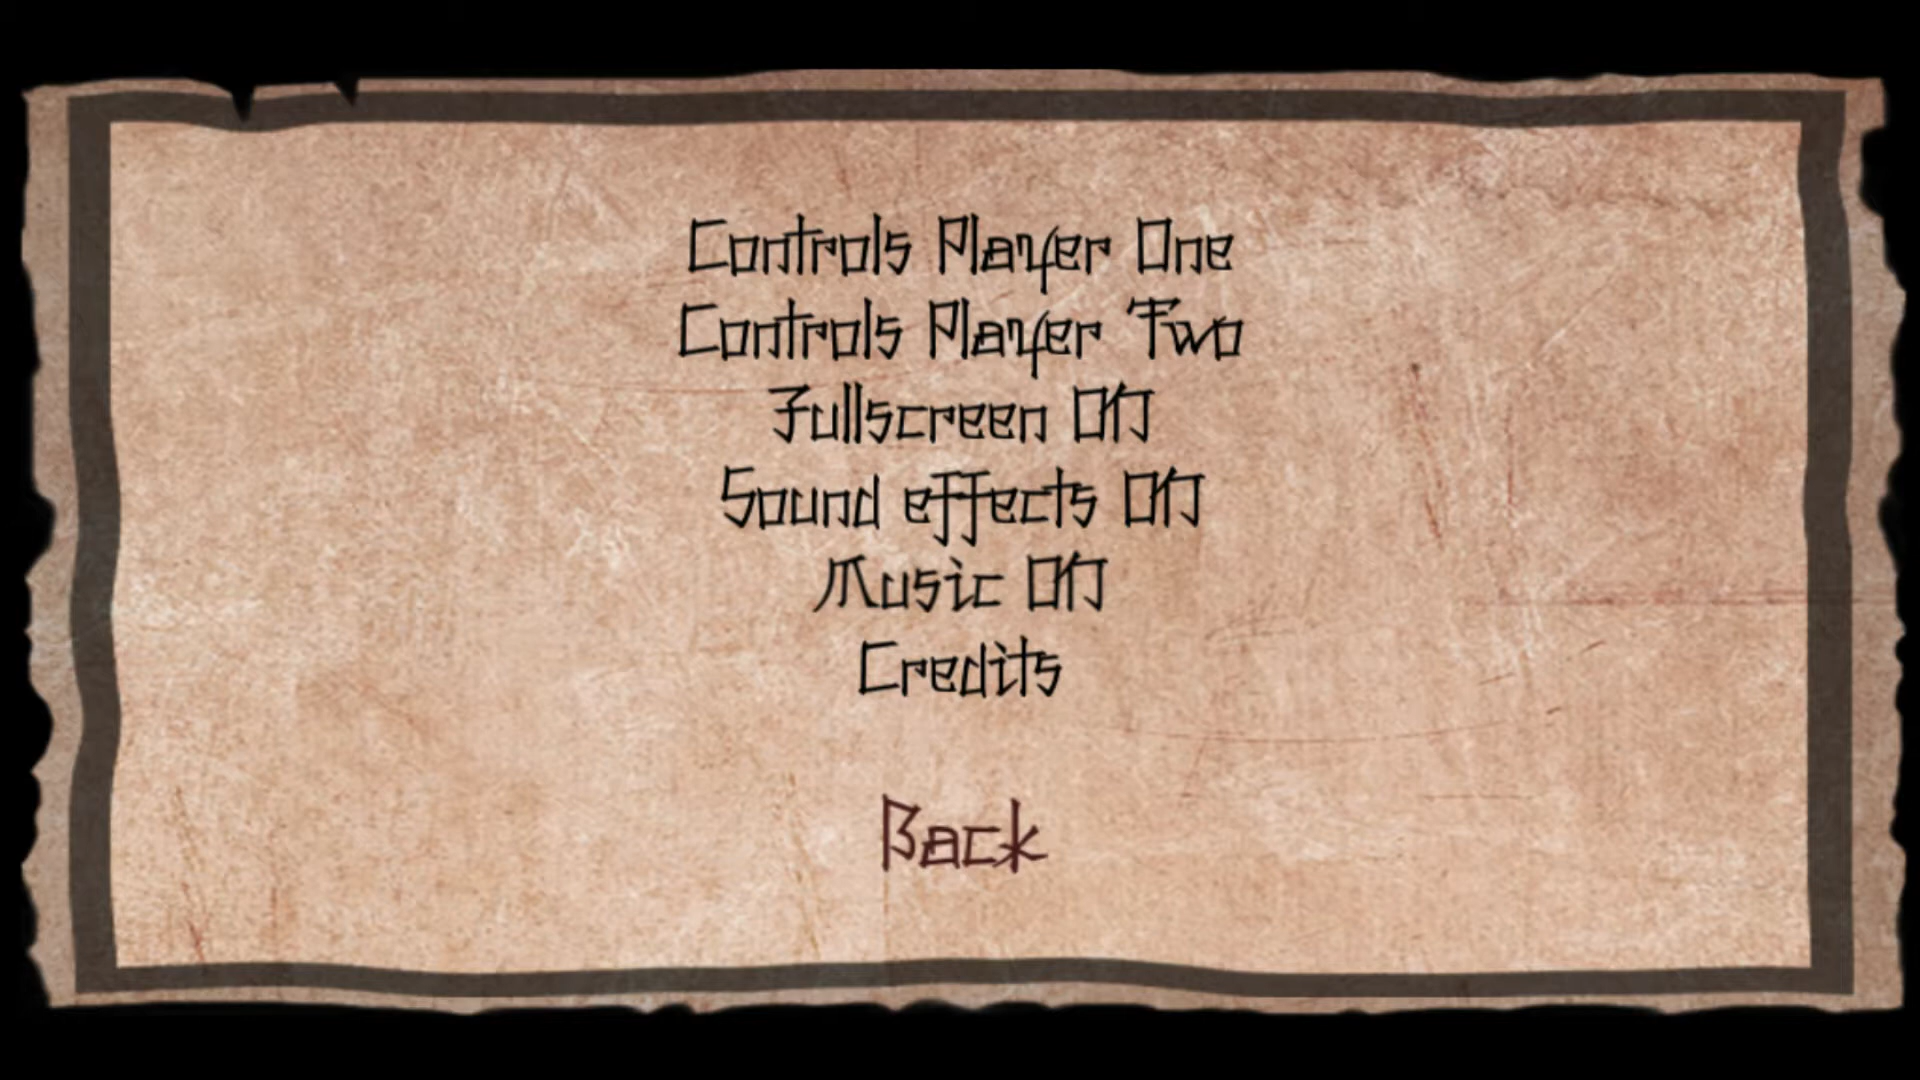 Controls Player One
Controls Player Two
Fullscreen ON
Sound effects ON
Music ON
Credits
Back